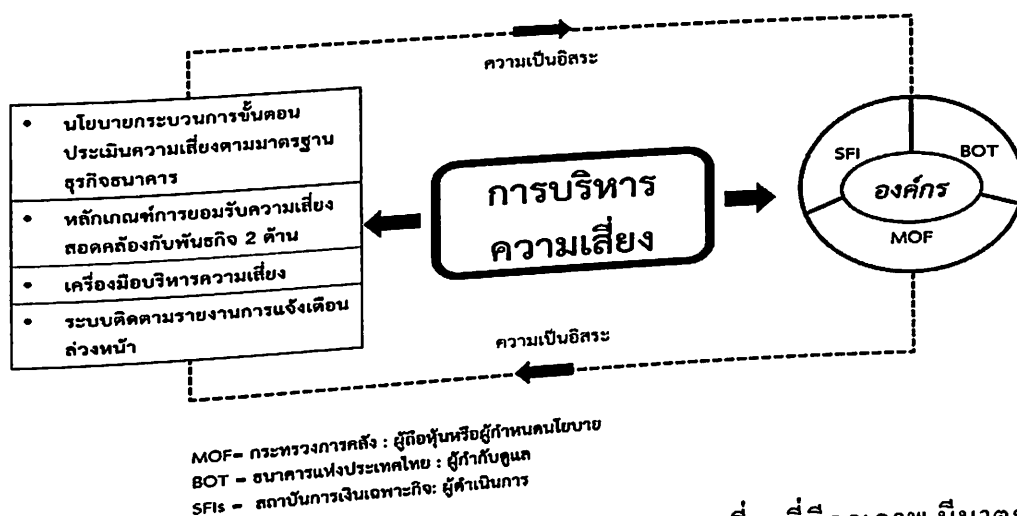 ความเป็นอิสระ
• นโยบายกระบวนการขั้นตอน
ประเมินความเสี่ยงตามมาตรฐาน
ธุรกิจธนาคาร
• หลักเกณฑ์การยอมรับความเสี่ยง
สอดคล้องกับพันธกิจ 2 ด้าน
• เครื่องมือบริหารความเสี่ยง
• ระบบติดตามรายงานการแจ้งเตือน
ล่วงหน้า
การบริหาร
ความเสี่ยง
SFI BOT
องค์กร
MOF
ความเป็นอิสระ
MOF= กระทรวงการคลัง : ผู้ถือหุ้นหรือผู้กำหนดนโยบาย
BOT = ธนาคารแห่งประเทศไทย : ผู้กำกับดูแล
SFIs = สถาบันการเงินเฉพาะกิจ: ผู้ดำเนินการ